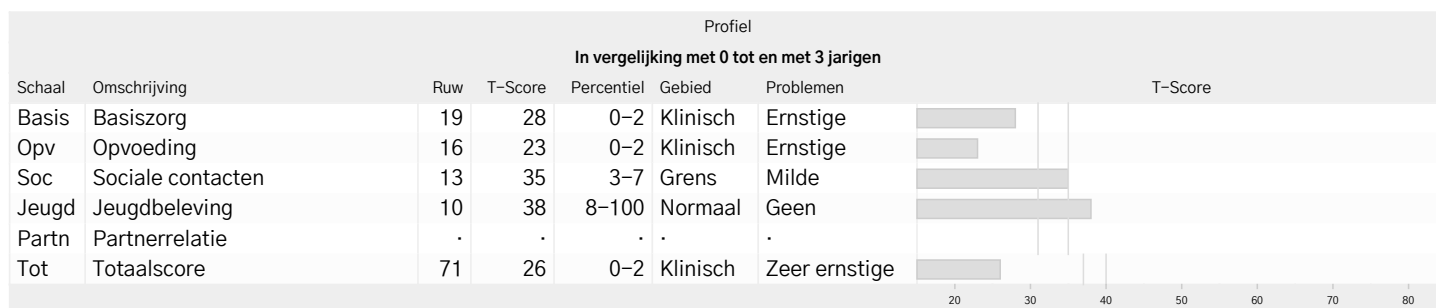 Profiel
In vergelijking met 0 tot en met 3 jarigen
Schaal Omschrijving Ruw T-Score Percentiel Gebied Problemen T-Score
Basis Basiszorg 19 28 0-2 Klinisch Ernstige
Opv Opvoeding 16 23 0-2 Klinisch Ernstige
Soc Sociale contacten 13 35 3-7 Grens Milde
Jeugd Jeugdbeleving 10 38 8-100 Normaal Geen
Partn Partnerrelatie . . . . .
Tot Totaalscore 71 26 0-2 Klinisch Zeer ernstige
20 30 40 50 60 70 80